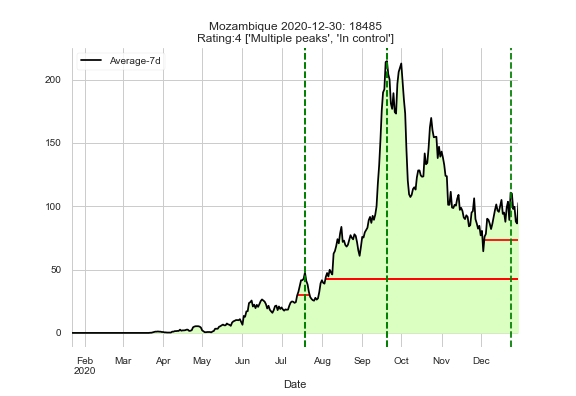 Mozambique 2020-12-30: 18485
Rating:4 ['Multiple peaks', 'In control']
Average-7d
200
150
100
50
0
Feb Mar Apr May Jun Jul Aug Sep Oct Nov Dec
2020
Date